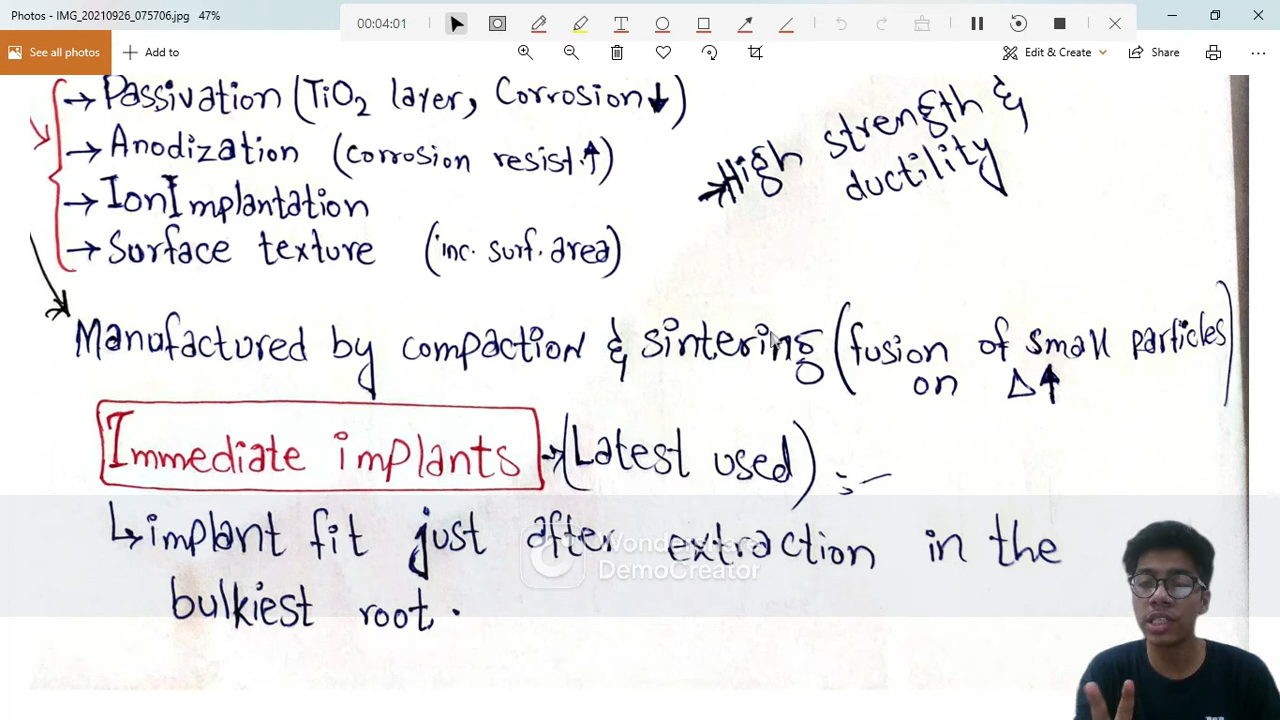 Photos - IMG_20210926_075706.jpg 47%
00:04:01
See all photos
Add to
Edit & Create
Share
→ Passivation (TiO2 layer, Corrosion ↓)
→ Anodization (corrosion resist. ↑)
→ Ion Implantation
→ Surface texture (inc. surf. area)
→ High strength &
ductility
Manufactured by compaction & sintering (fusion of small particles
on Δ↑)
Immediate implants → (Latest used) :-
↳ implant fit just after extraction in the
bulkiest root.
Wondershare
DemoCreator